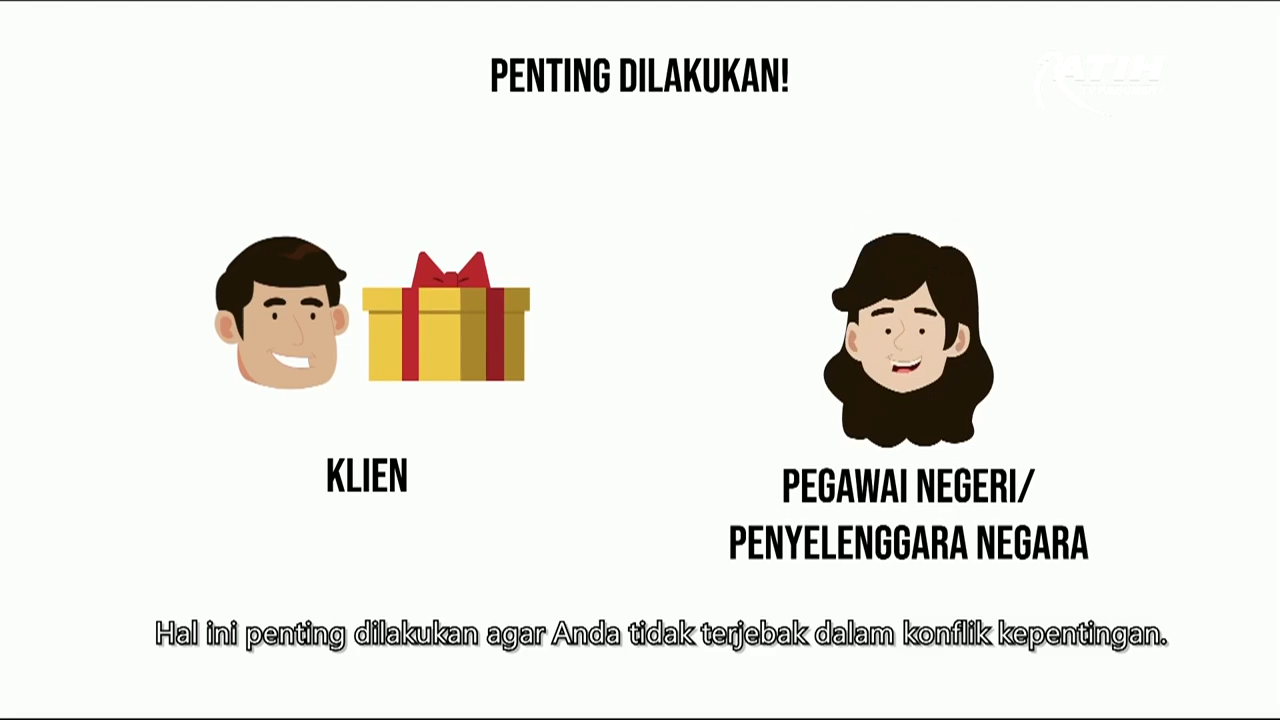 PENTING DILAKUKAN!
KLIEN
PEGAWAI NEGERI/
PENYELENGGARA NEGARA
Hal ini penting dilakukan agar Anda tidak terjebak dalam konflik kepentingan.